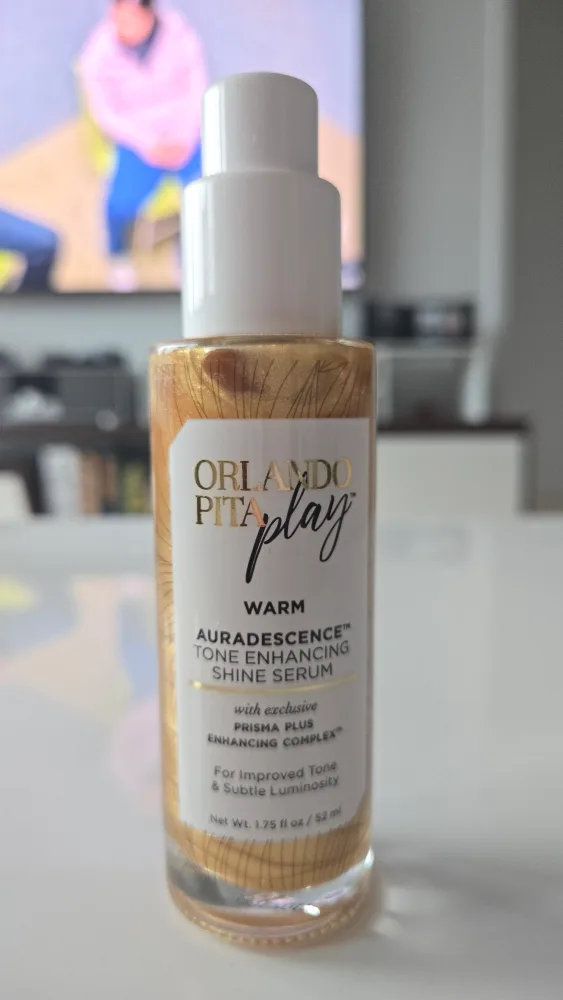 ORLANDO
PITA play™
WARM
AURADESCENCE™
TONE ENHANCING
SHINE SERUM
with exclusive
PRISMA PLUS
ENHANCING COMPLEX™
For Improved Tone
& Subtle Luminosity
Net Wt. 1.75 fl oz / 52 ml